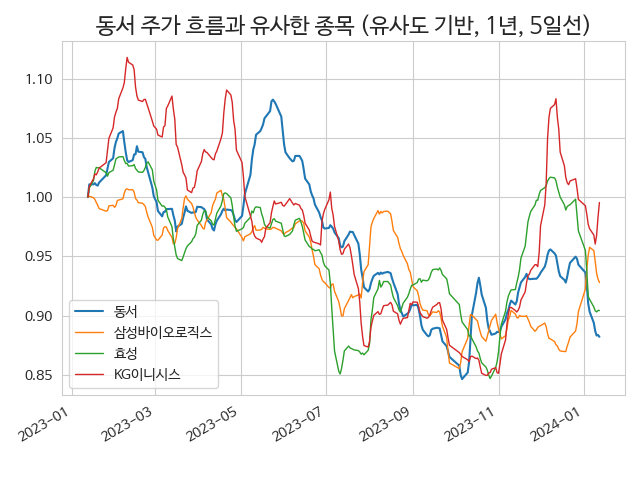 동서 주가 흐름과 유사한 종목 (유사도 기반, 1년, 5일선)
1.10
1.05
1.00
0.95
0.90
0.85
동서
삼성바이오로직스
효성
KG이니시스
2023-01
2023-03
2023-05
2023-07
2023-09
2023-11
2024-01